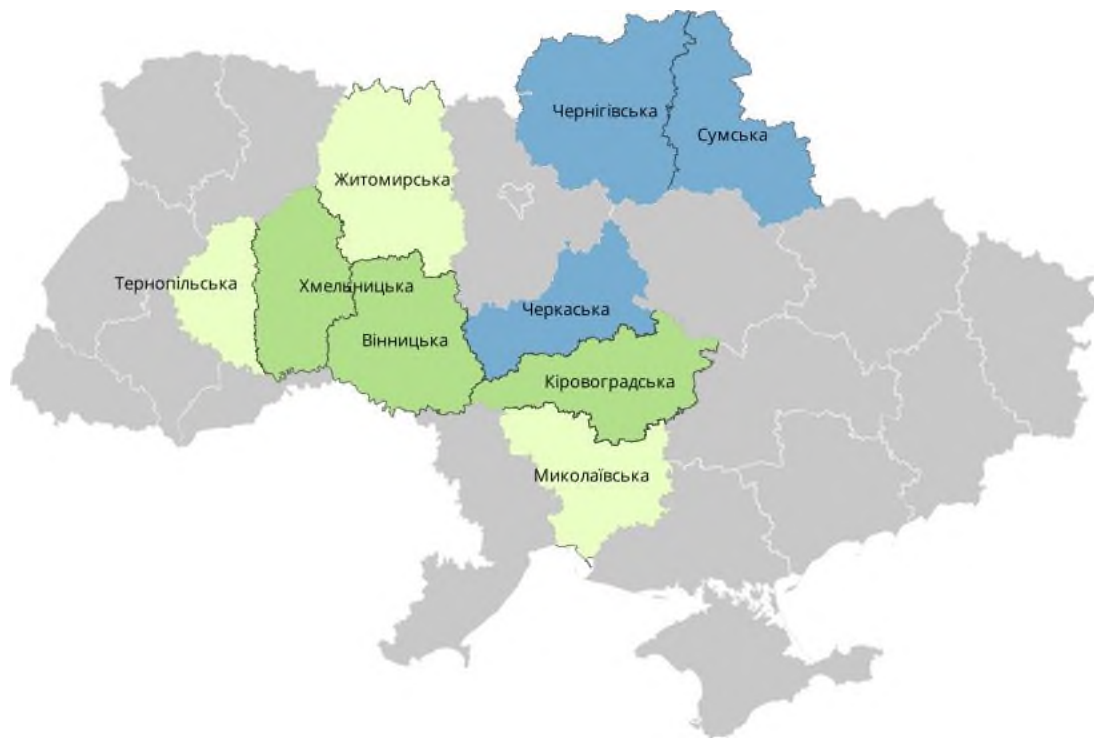 Чернігівська
Сумська
Житомирська
Тернопільська
Хмельницька
Черкаська
Вінницька
Кіровоградська
Миколаївська